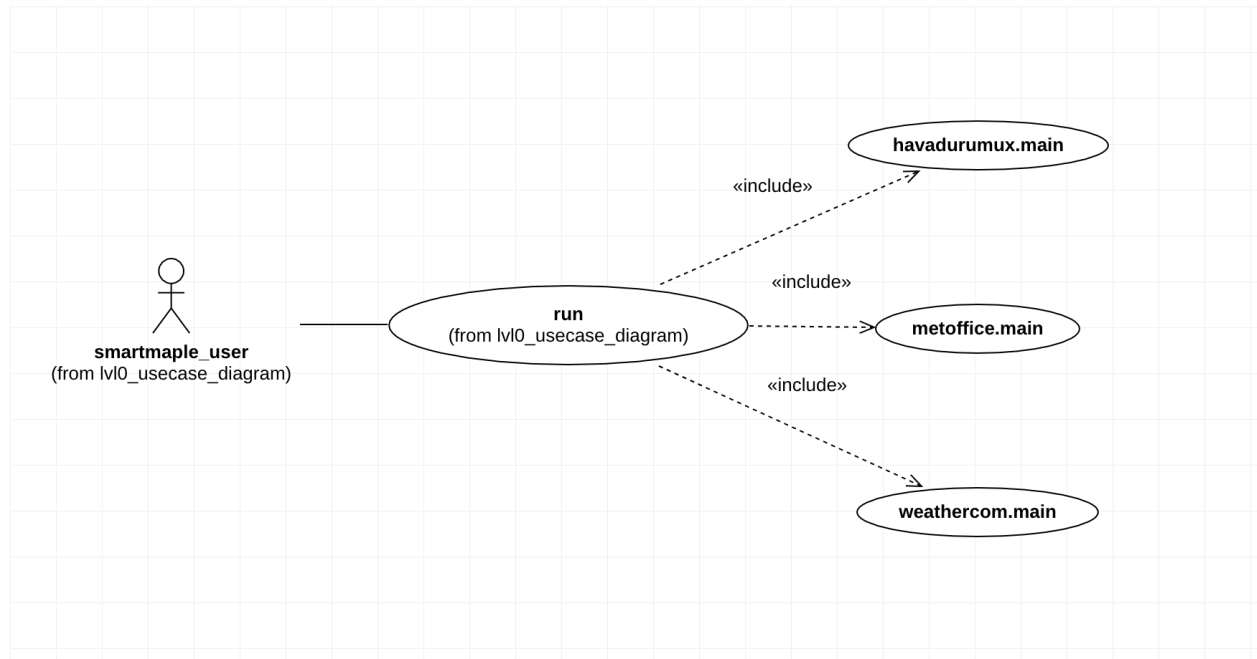 havadurumux.main
«include»
«include»
run
(from lvl0_usecase_diagram)
metoffice.main
smartmaple_user
(from lvl0_usecase_diagram)
«include»
weathercom.main